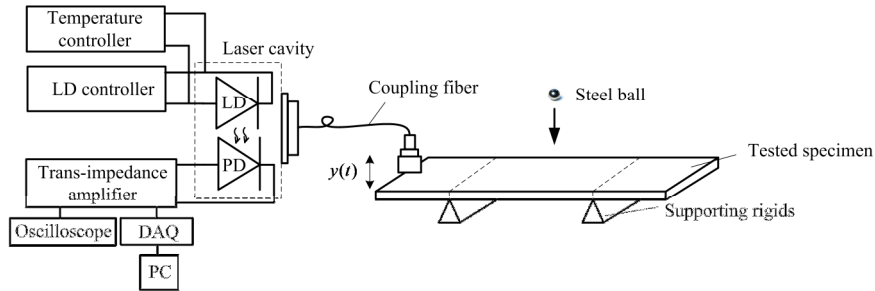 Temperature
controller
Laser cavity
LD controller
LD
Coupling fiber
Steel ball
PD
Trans-impedance
amplifier
y(t)
Tested specimen
Supporting rigids
Oscilloscope
DAQ
PC